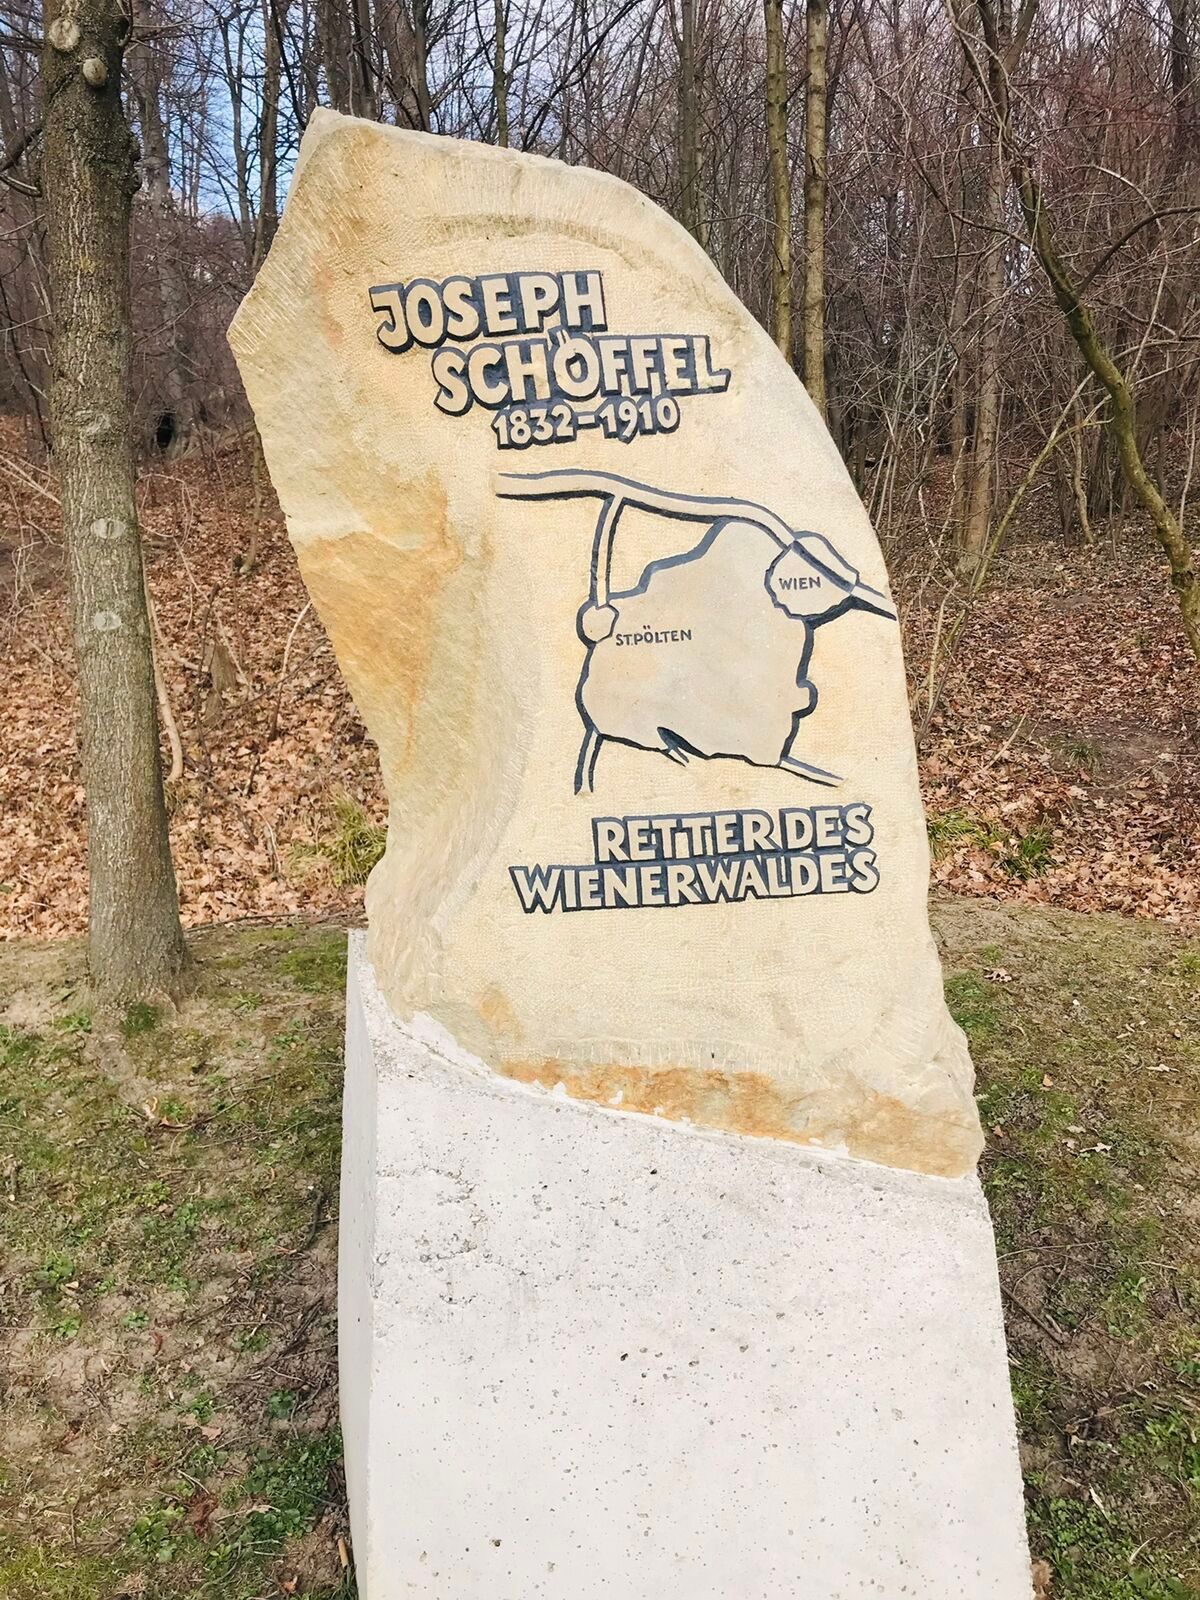 JOSEPH
SCHÖFFEL
1832-1910
WIEN
ST.PÖLTEN
RETTER DES
WIENERWALDES